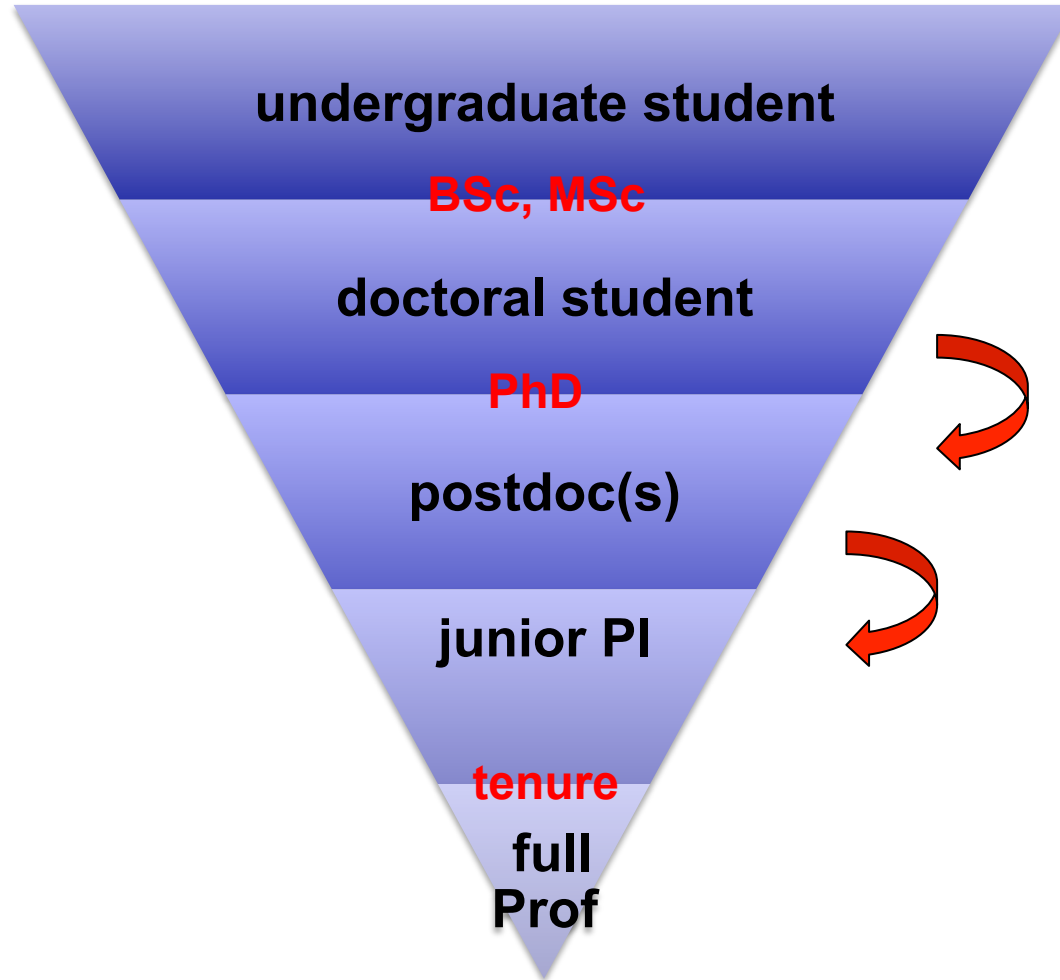 undergraduate student
BSc, MSc
doctoral student
PhD
postdoc(s)
junior PI
tenure
full
Prof